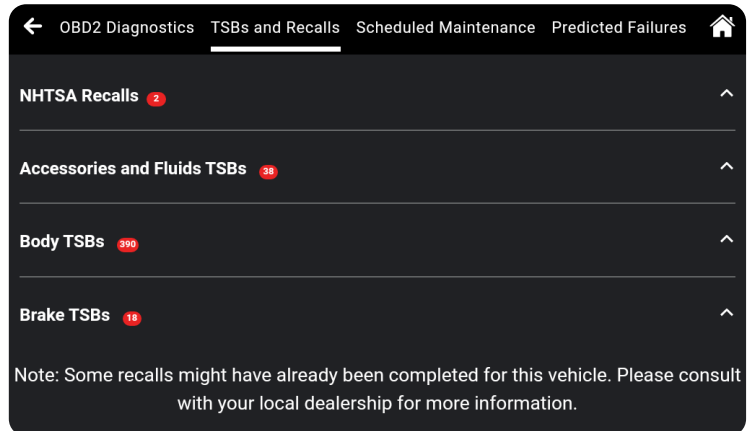 OBD2 Diagnostics TSBs and Recalls Scheduled Maintenance Predicted Failures
NHTSA Recalls 2
Accessories and Fluids TSBs 38
Body TSBs 390
Brake TSBs 18
Note: Some recalls might have already been completed for this vehicle. Please consult
with your local dealership for more information.